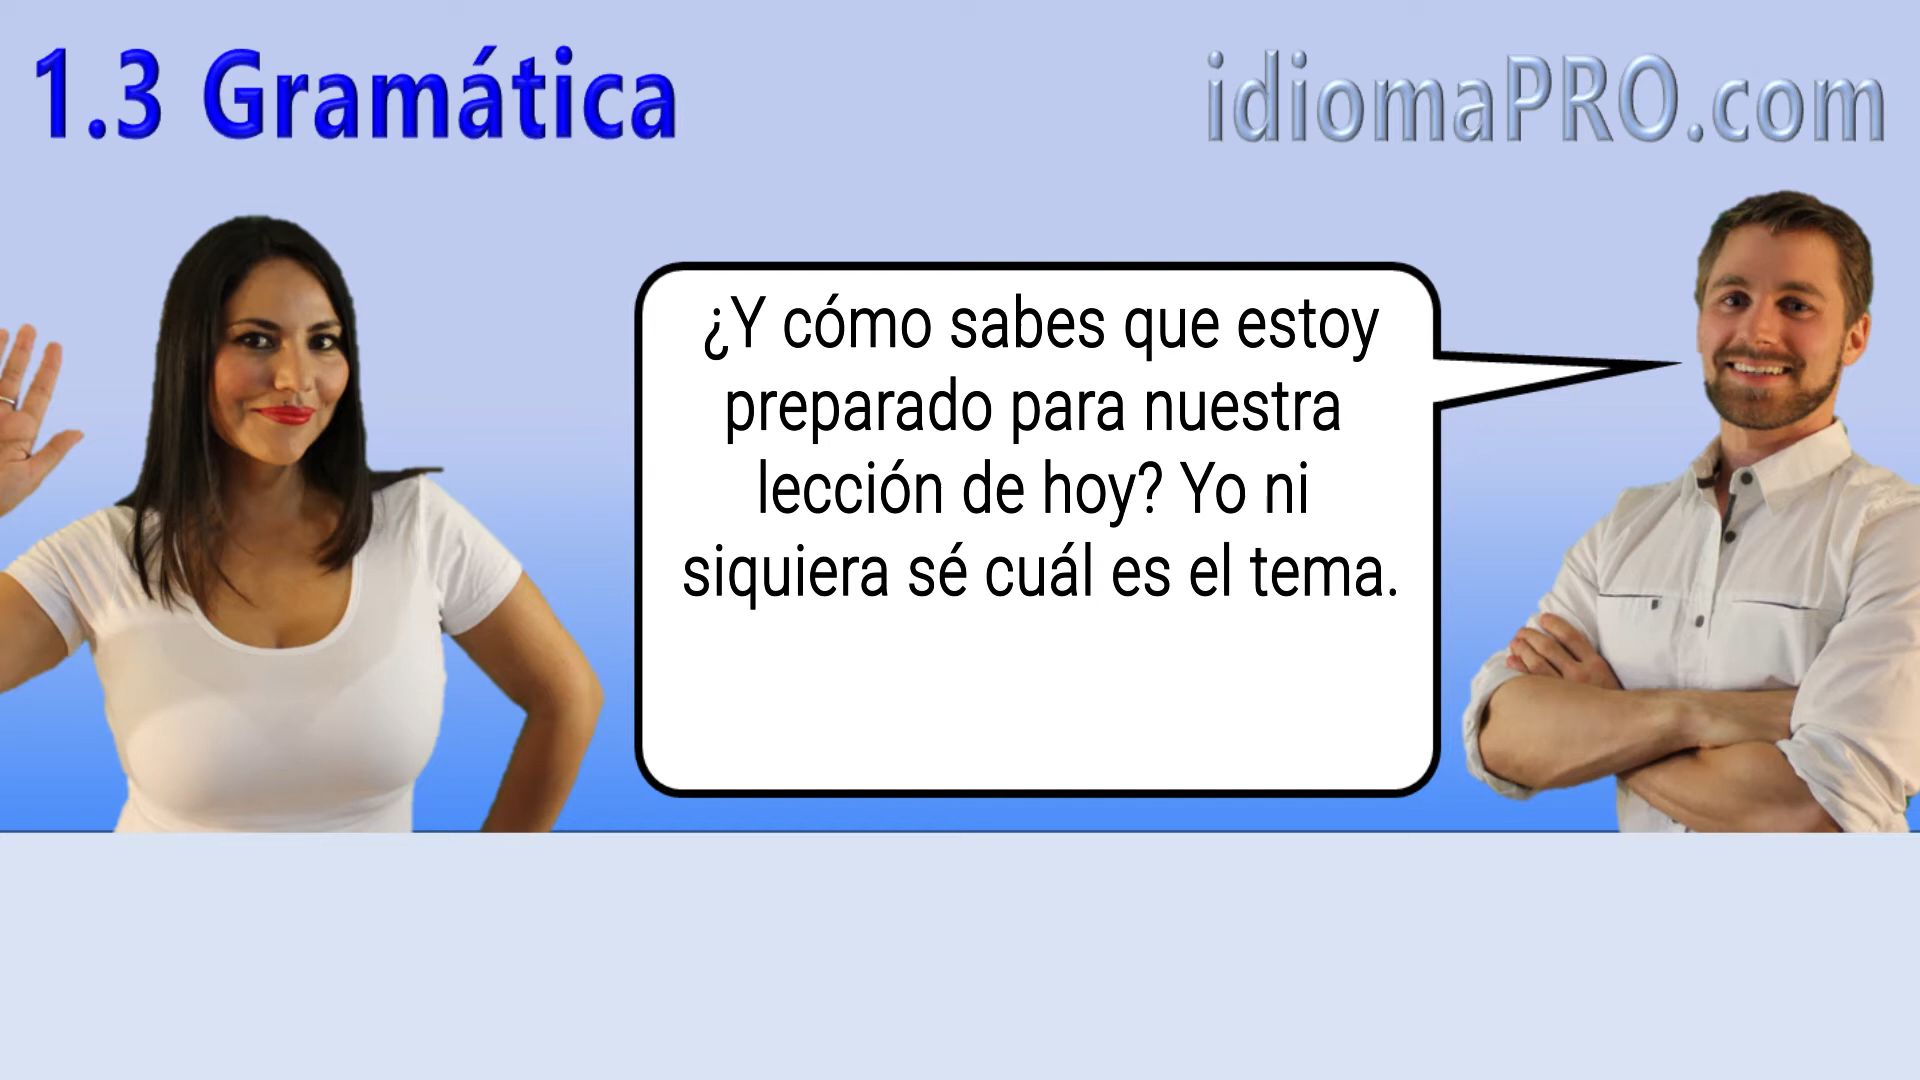 1.3 Gramática
idiomaPRO.com
¿Y cómo sabes que estoy
preparado para nuestra
lección de hoy? Yo ni
siquiera sé cuál es el tema.